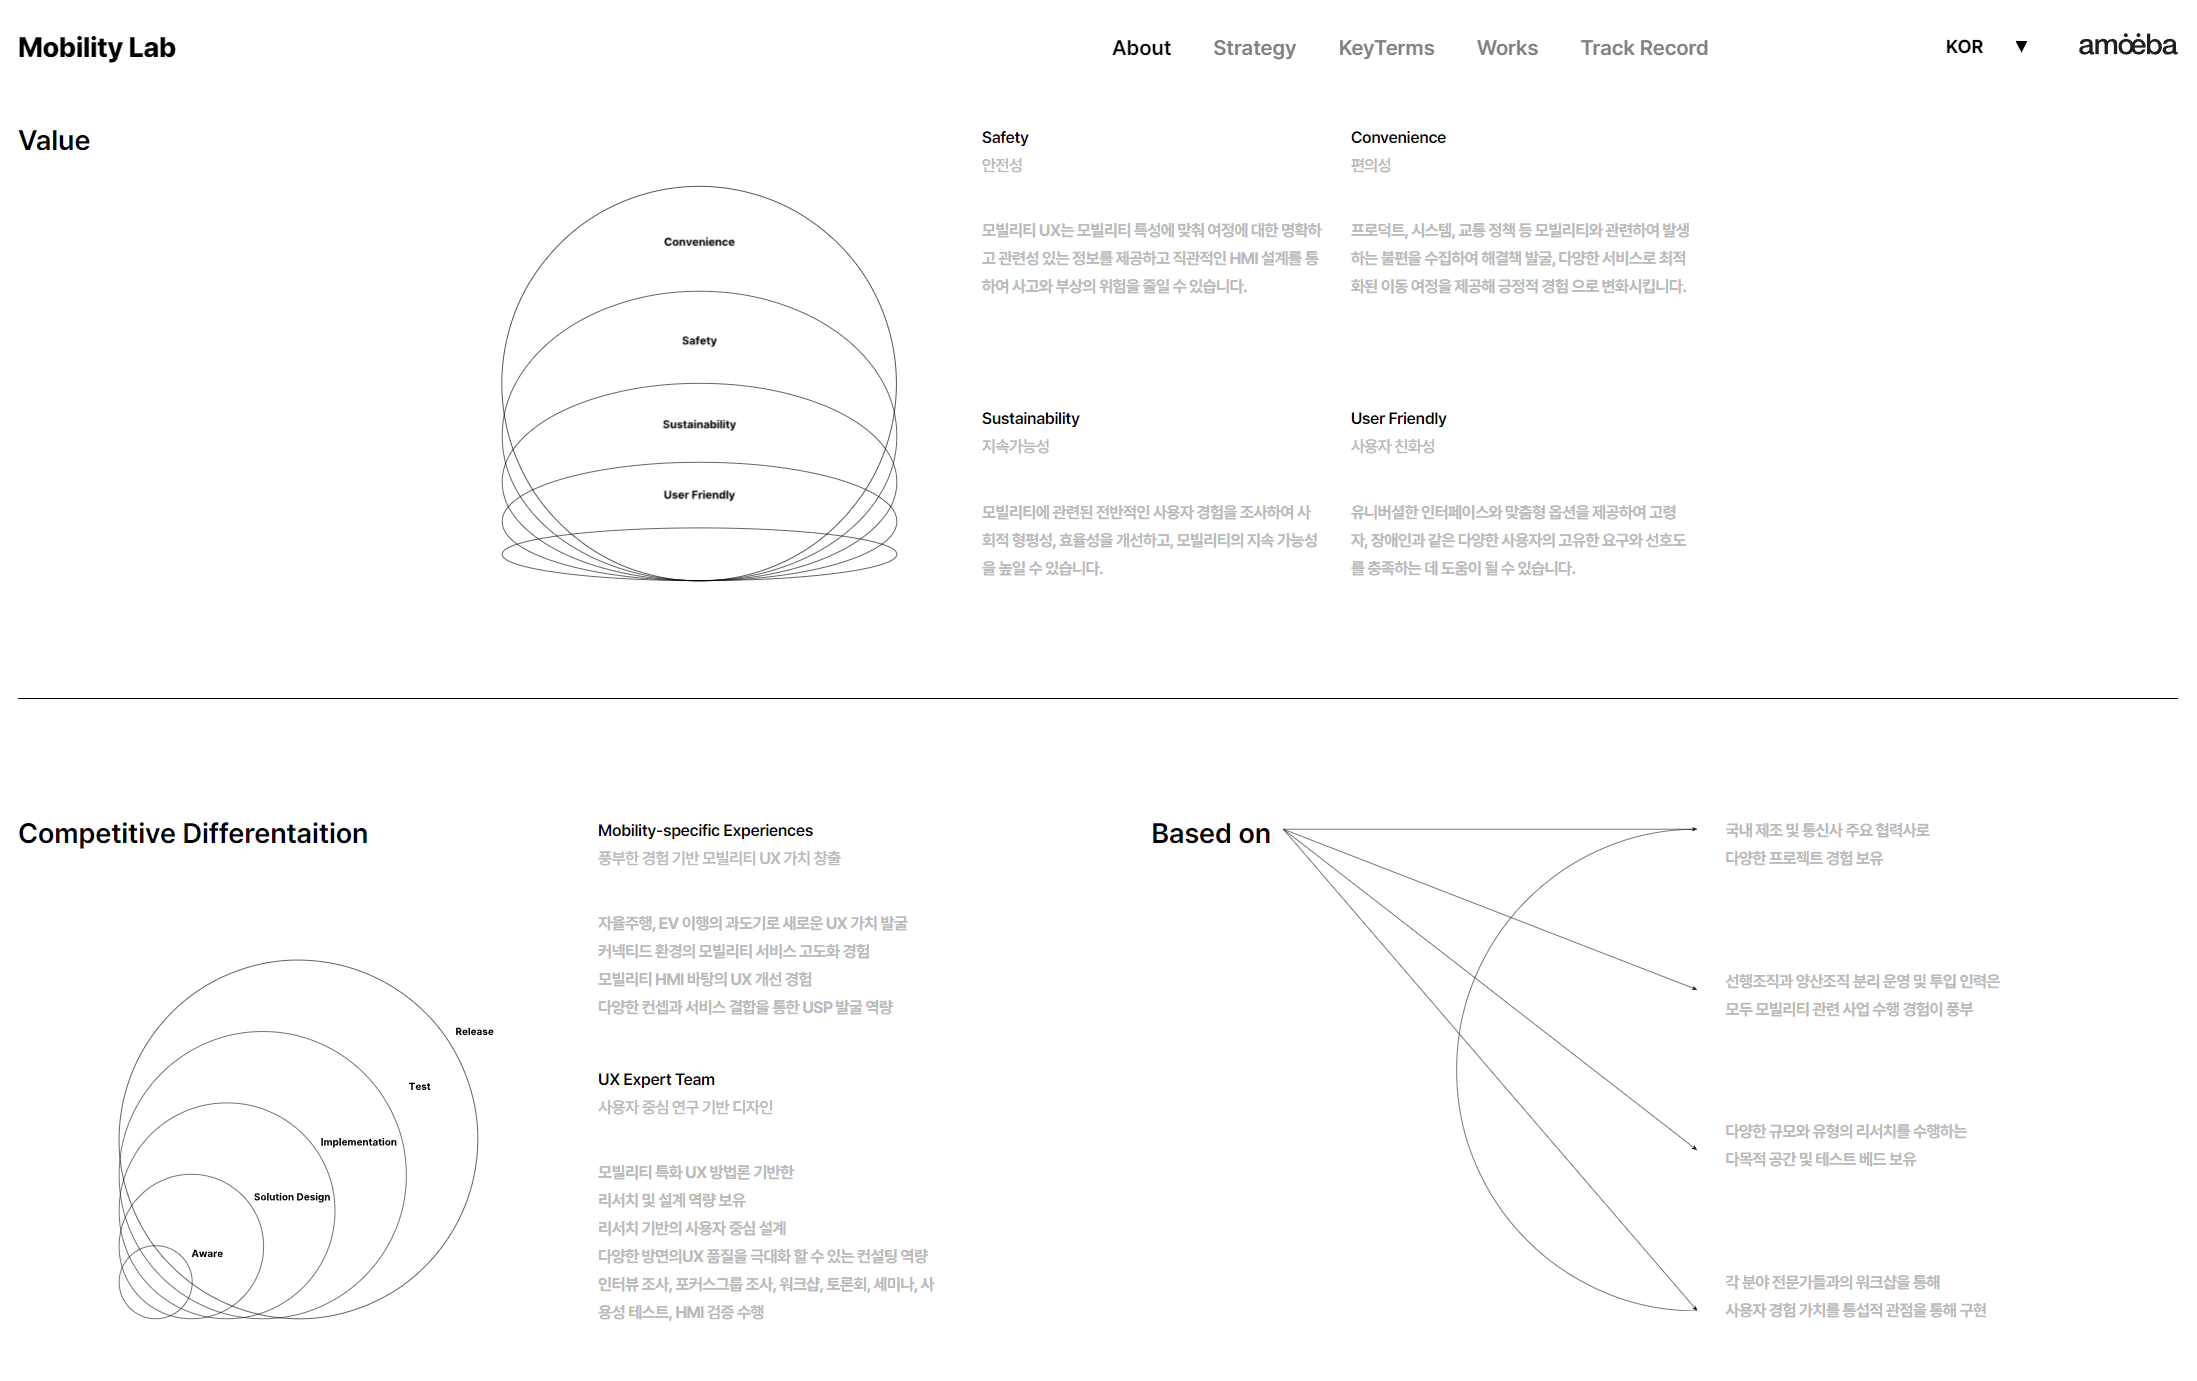 Mobility Lab
About
Strategy
KeyTerms
Works
Track Record
KOR ▼
amöëba
Value
Convenience
Safety
Sustainability
User Friendly
Safety
안전성
모빌리티 UX는 모빌리티 특성에 맞춰 여정에 대한 명확하
고 관련성 있는 정보를 제공하고 직관적인 HMI 설계를 통
하여 사고와 부상의 위험을 줄일 수 있습니다.
Convenience
편의성
프로덕트, 시스템, 교통 정책 등 모빌리티와 관련하여 발생
하는 불편을 수집하여 해결책 발굴, 다양한 서비스로 최적
화된 이동 여정을 제공해 긍정적 경험 으로 변화시킵니다.
Sustainability
지속가능성
모빌리티에 관련된 전반적인 사용자 경험을 조사하여 사
회적 형평성, 효율성을 개선하고, 모빌리티의 지속 가능성
을 높일 수 있습니다.
User Friendly
사용자 친화성
유니버셜한 인터페이스와 맞춤형 옵션을 제공하여 고령
자, 장애인과 같은 다양한 사용자의 고유한 요구와 선호도
를 충족하는 데 도움이 될 수 있습니다.
Competitive Differentaition
Release
Test
Implementation
Solution Design
Aware
Mobility-specific Experiences
풍부한 경험 기반 모빌리티 UX 가치 창출
자율주행, EV 이행의 과도기로 새로운 UX 가치 발굴
커넥티드 환경의 모빌리티 서비스 고도화 경험
모빌리티 HMI 바탕의 UX 개선 경험
다양한 컨셉과 서비스 결합을 통한 USP 발굴 역량
UX Expert Team
사용자 중심 연구 기반 디자인
모빌리티 특화 UX 방법론 기반한
리서치 및 설계 역량 보유
리서치 기반의 사용자 중심 설계
다양한 방면의UX 품질을 극대화 할 수 있는 컨설팅 역량
인터뷰 조사, 포커스그룹 조사, 워크샵, 토론회, 세미나, 사
용성 테스트, HMI 검증 수행
Based on
국내 제조 및 통신사 주요 협력사로
다양한 프로젝트 경험 보유
선행조직과 양산조직 분리 운영 및 투입 인력은
모두 모빌리티 관련 사업 수행 경험이 풍부
다양한 규모와 유형의 리서치를 수행하는
다목적 공간 및 테스트 베드 보유
각 분야 전문가들과의 워크샵을 통해
사용자 경험 가치를 통섭적 관점을 통해 구현